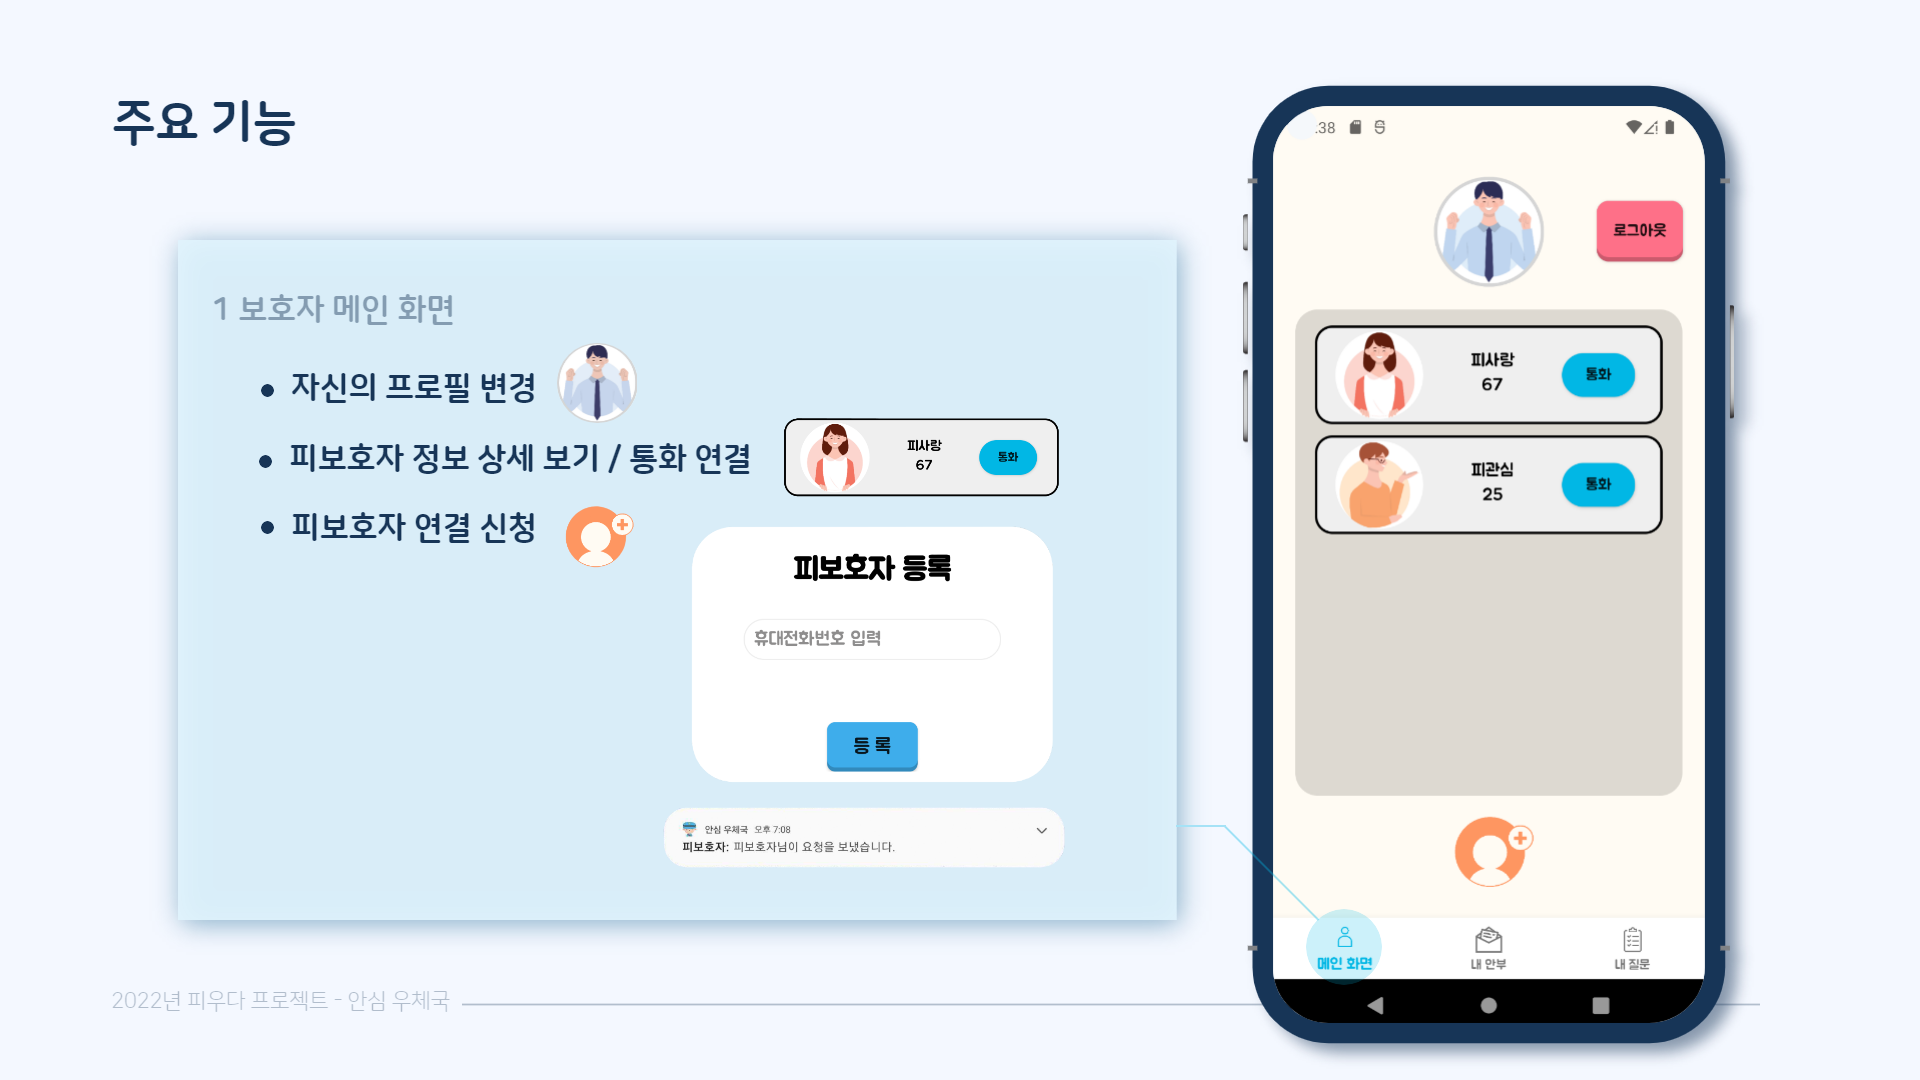 주요 기능
1 보호자 메인 화면
자신의 프로필 변경
피보호자 정보 상세 보기 / 통화 연결
피사랑
67
통화
피보호자 연결 신청
피보호자 등록
휴대전화번호 입력
등 록
안심 우체국 오후 7:08
피보호자: 피보호자님이 요청을 보냈습니다.
:38
로그아웃
피사랑
67
통화
피관심
25
통화
메인 화면
내 안부
내 질문
2022년 피우다 프로젝트 - 안심 우체국